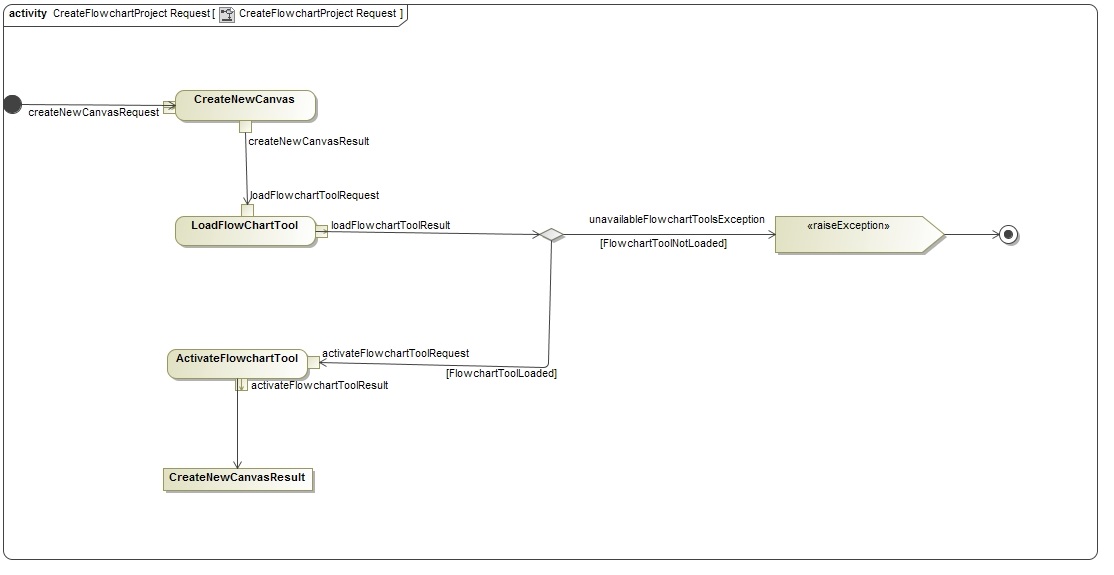 activity CreateFlowchartProject Request [ CreateFlowchartProject Request ]
CreateNewCanvas
createNewCanvasRequest
createNewCanvasResult
loadFlowchartToolRequest
LoadFlowChartTool
loadFlowchartToolResult
unavailableFlowchartToolsException
[FlowchartToolNotLoaded]
«raiseException»
ActivateFlowchartTool
activateFlowchartToolRequest
[FlowchartToolLoaded]
activateFlowchartToolResult
CreateNewCanvasResult